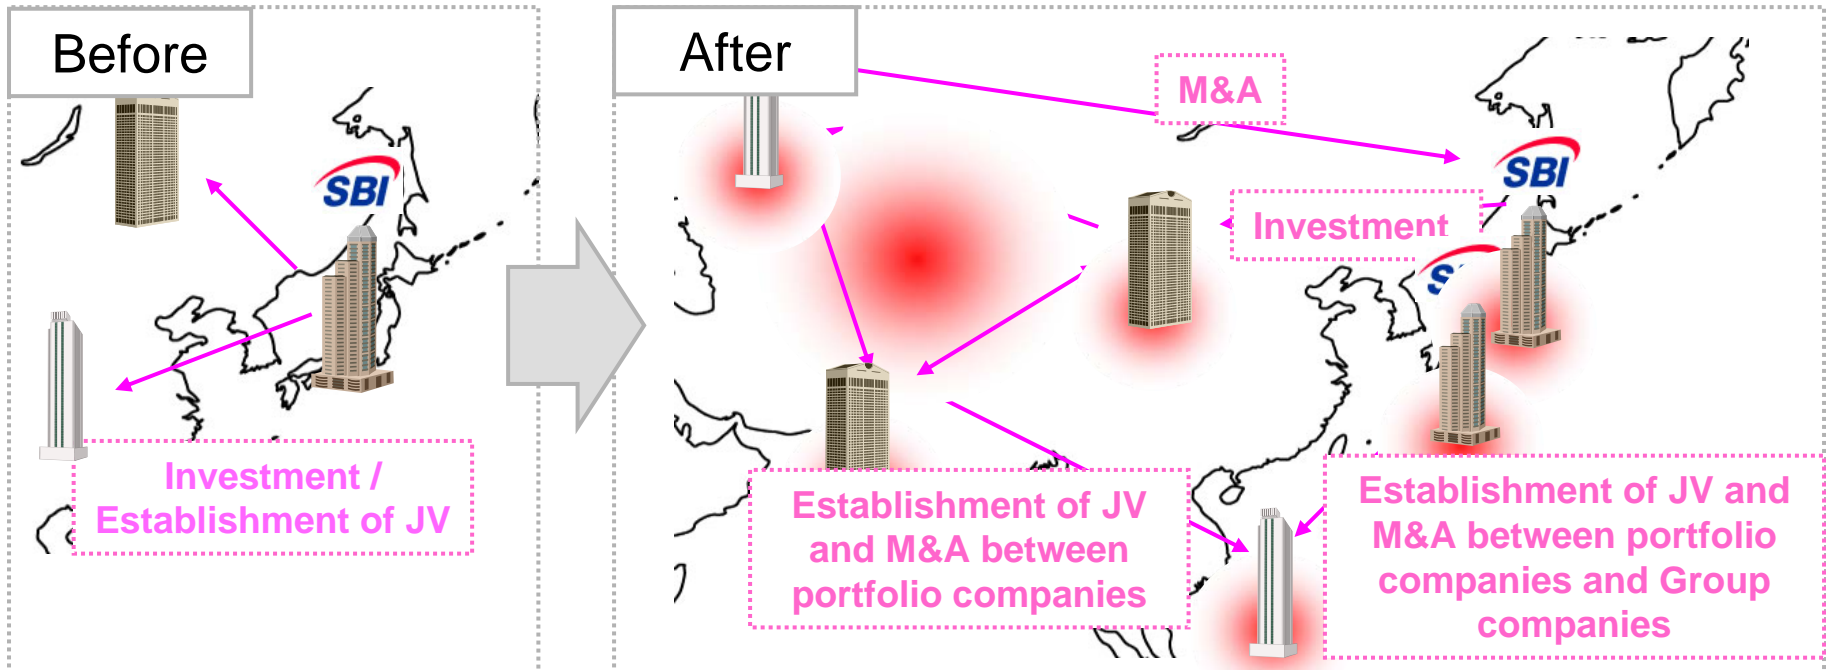 Before
SBI
Investment /
Establishment of JV
After
M&A
SBI
Investment
Establishment of JV
and M&A between
portfolio companies
Establishment of JV and
M&A between portfolio
companies and Group
companies